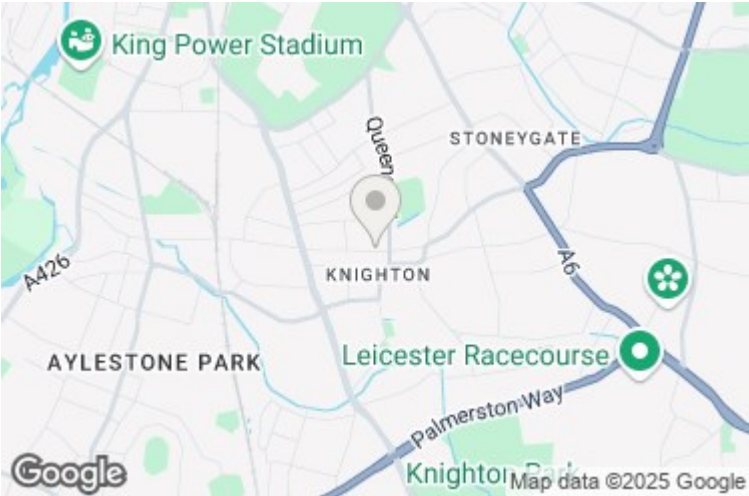 King Power Stadium
Queen
STONEYGATE
A426
KNIGHTON
A6
AYLESTONE PARK
Leicester Racecourse
Palmerston Way
Knighton Park
Google
Map data ©2025 Google